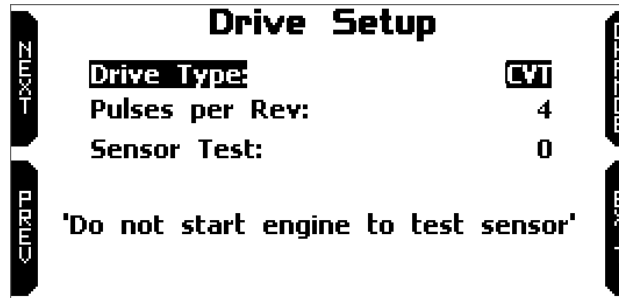 Drive Setup
NEXT
CHANGE
Drive Type: CVT
Pulses per Rev: 4
Sensor Test: 0
PREV
'Do not start engine to test sensor'